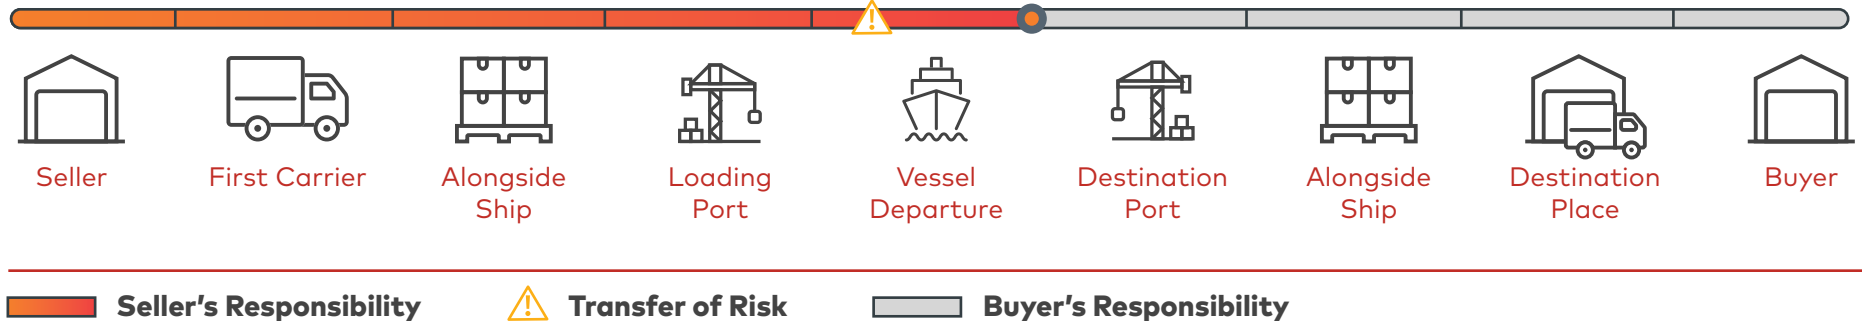 Seller
First Carrier
Alongside
Ship
Loading
Port
Vessel
Departure
Destination
Port
Alongside
Ship
Destination
Place
Buyer
Seller’s Responsibility
Transfer of Risk
Buyer’s Responsibility